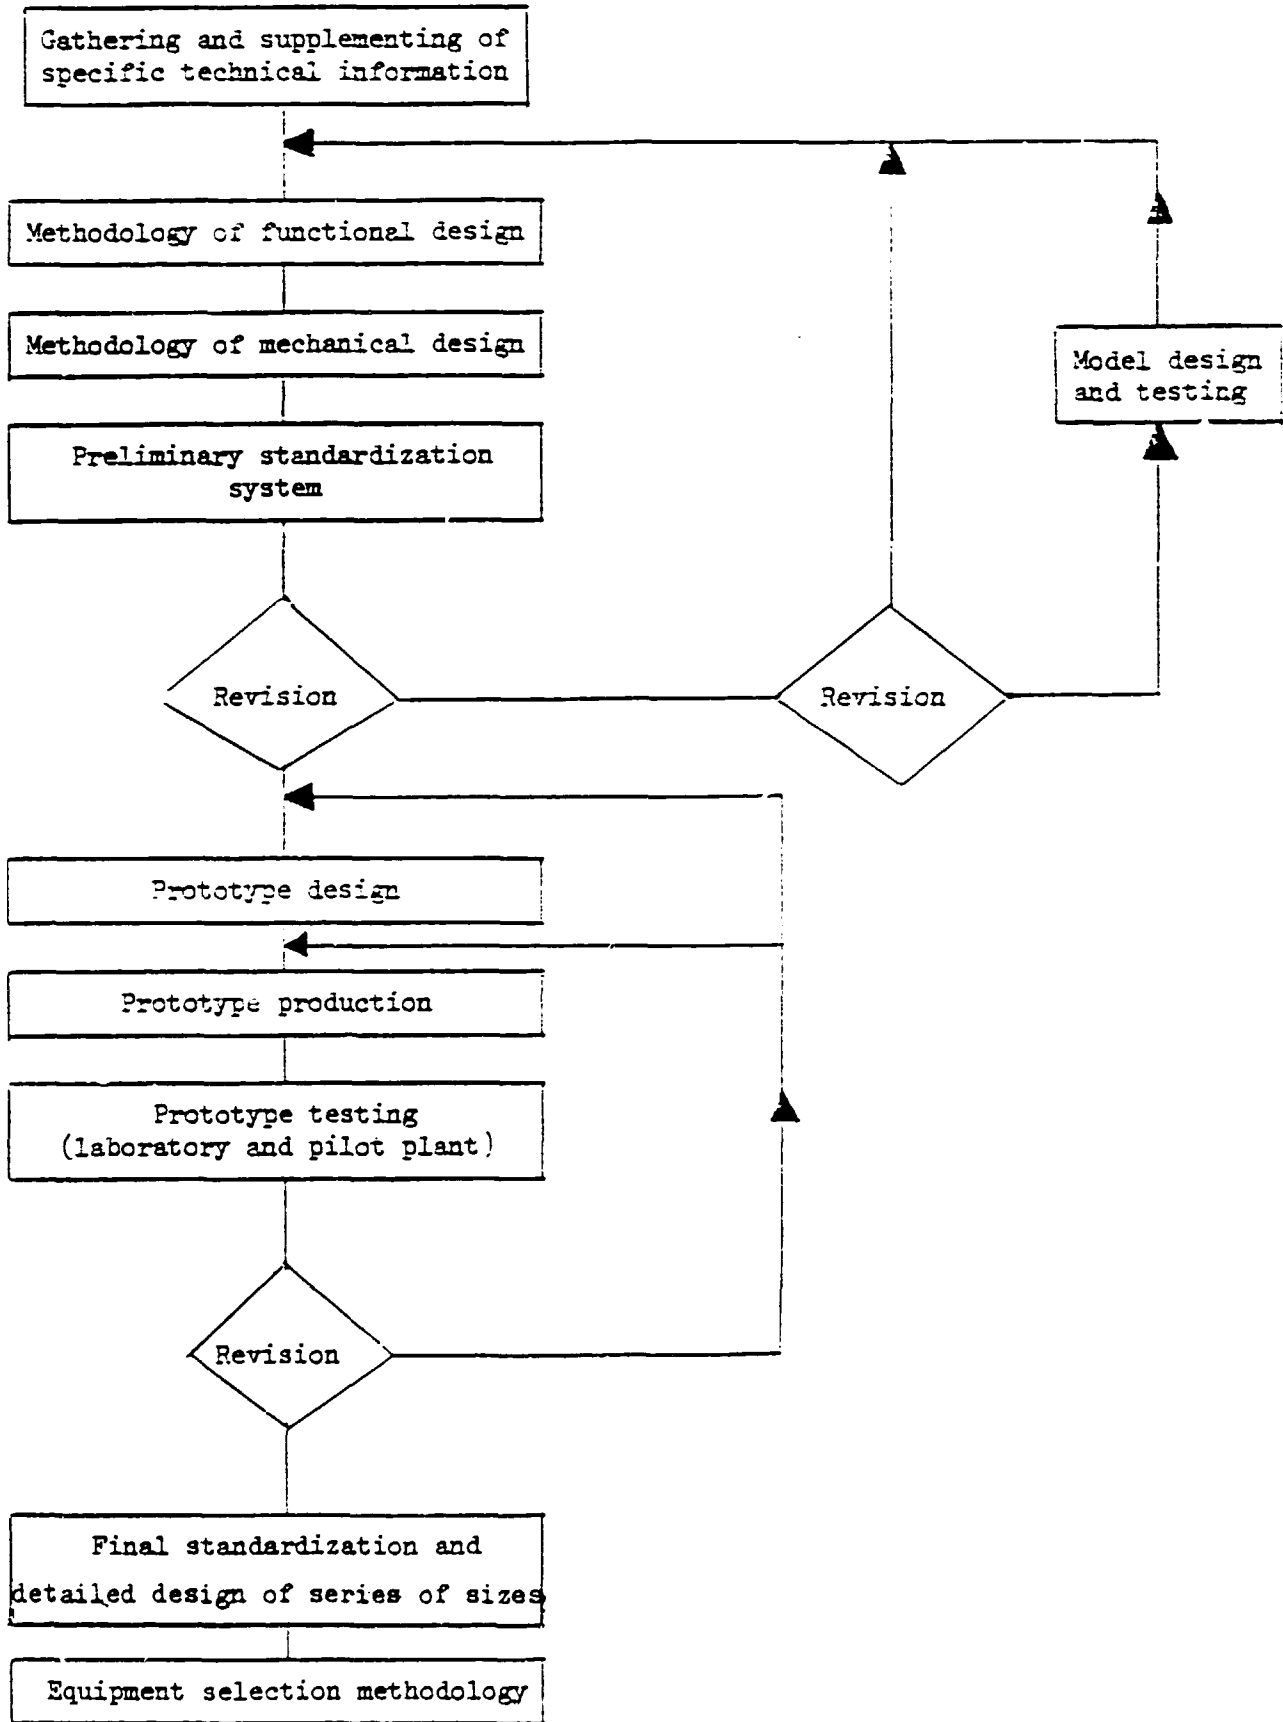 Gathering and supplementing of
specific technical information
Methodology of functional design
Methodology of mechanical design
Model design
and testing
Preliminary standardization
system
Revision
Revision
Prototype design
Prototype production
Prototype testing
(laboratory and pilot plant)
Revision
Final standardization and
detailed design of series of sizes
Equipment selection methodology